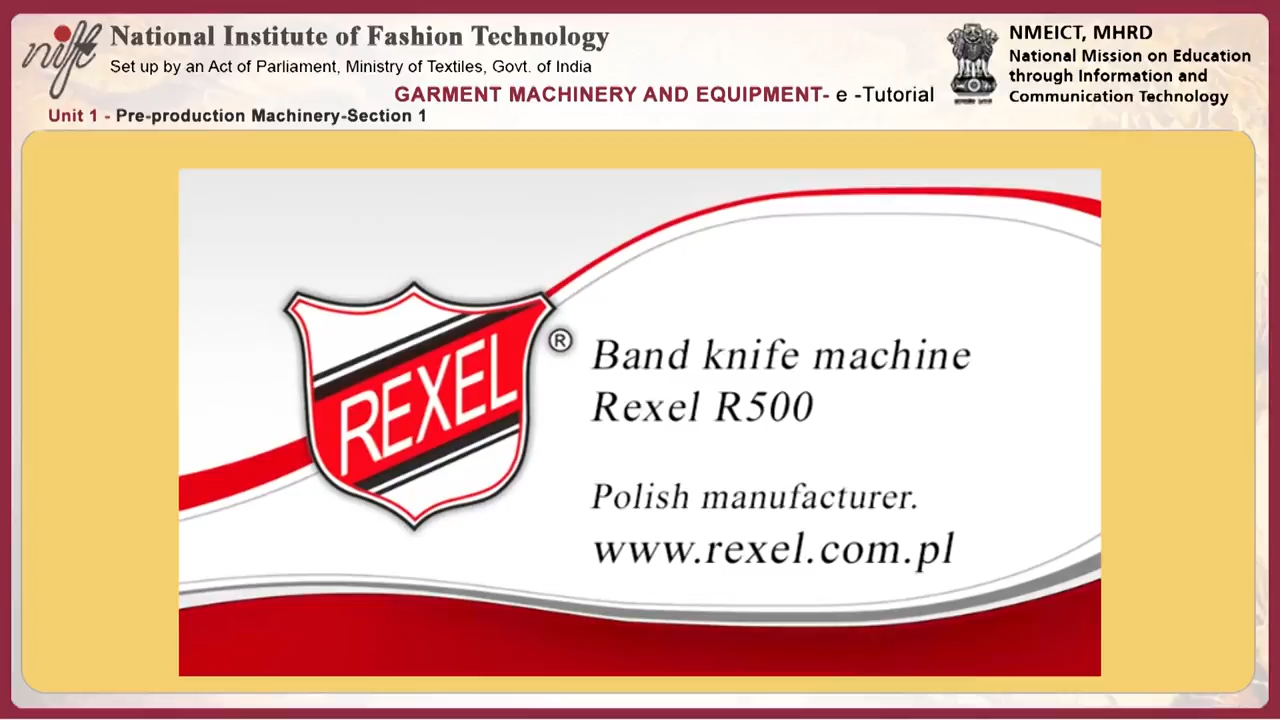 nift
National Institute of Fashion Technology
Set up by an Act of Parliament, Ministry of Textiles, Govt. of India
GARMENT MACHINERY AND EQUIPMENT- e -Tutorial
Unit 1 - Pre-production Machinery-Section 1
NMEICT, MHRD
National Mission on Education
through Information and
Communication Technology
REXEL
®
Band knife machine
Rexel R500
Polish manufacturer.
www.rexel.com.pl